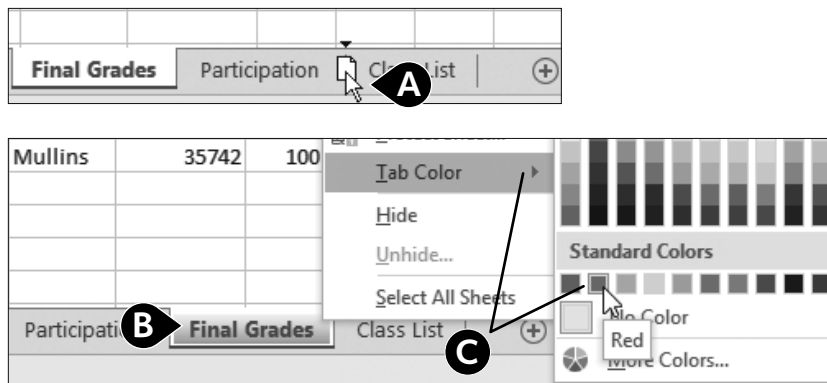 Final Grades Participation Class List
A
Mullins 35742 100
Tab Color
Hide
Unhide...
Select All Sheets
Standard Colors
No Color
Red
More Colors...
Participati B Final Grades Class List C